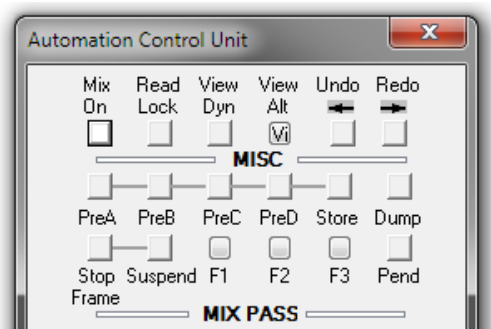 Automation Control Unit
Mix Read View View Undo Redo
On Lock Dyn Alt
Vi
MISC
PreA PreB PreC PreD Store Dump
Stop Suspend F1 F2 F3 Pend
Frame
MIX PASS